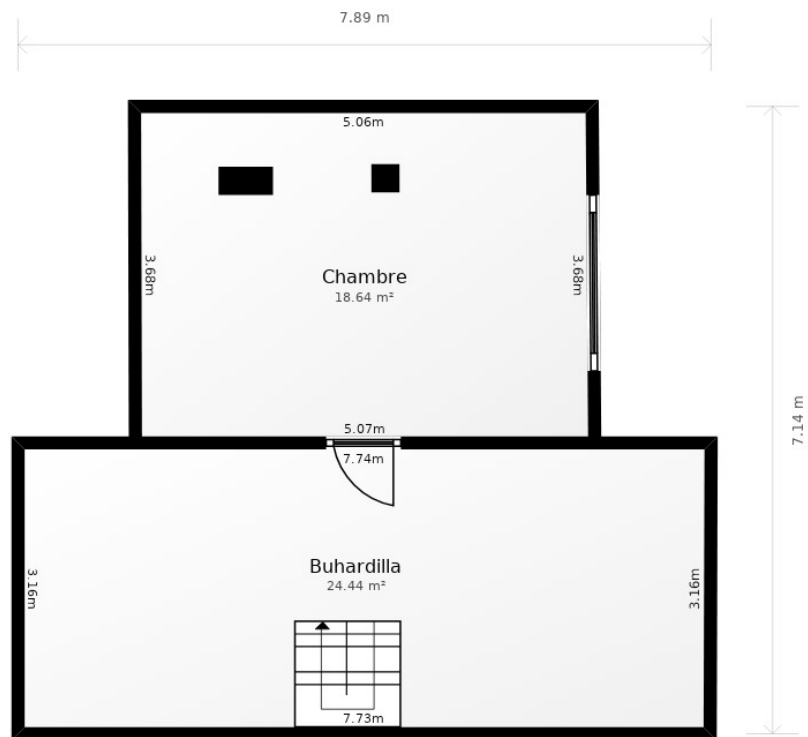 7.89 m
5.06m
3.68m
3.68m
Chambre
18.64 m²
7.14 m
5.07m
7.74m
Buhardilla
24.44 m²
3.16m
3.16m
7.73m